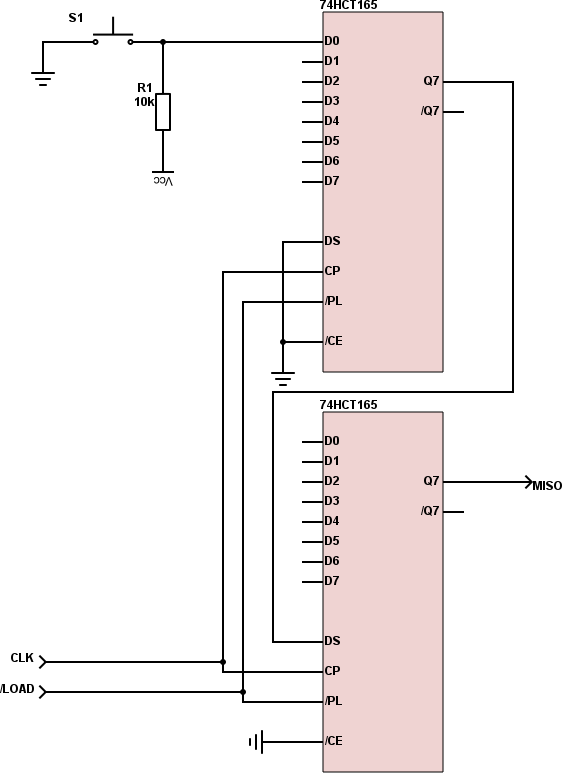 74HCT165
S1
D0
D1
D2
Q7
R1
10k
D3
/Q7
D4
D5
D6
D7
Vcc
DS
CP
/PL
/CE
74HCT165
D0
D1
D2
Q7
MISO
D3
/Q7
D4
D5
D6
D7
DS
CLK
CP
/LOAD
/PL
/CE